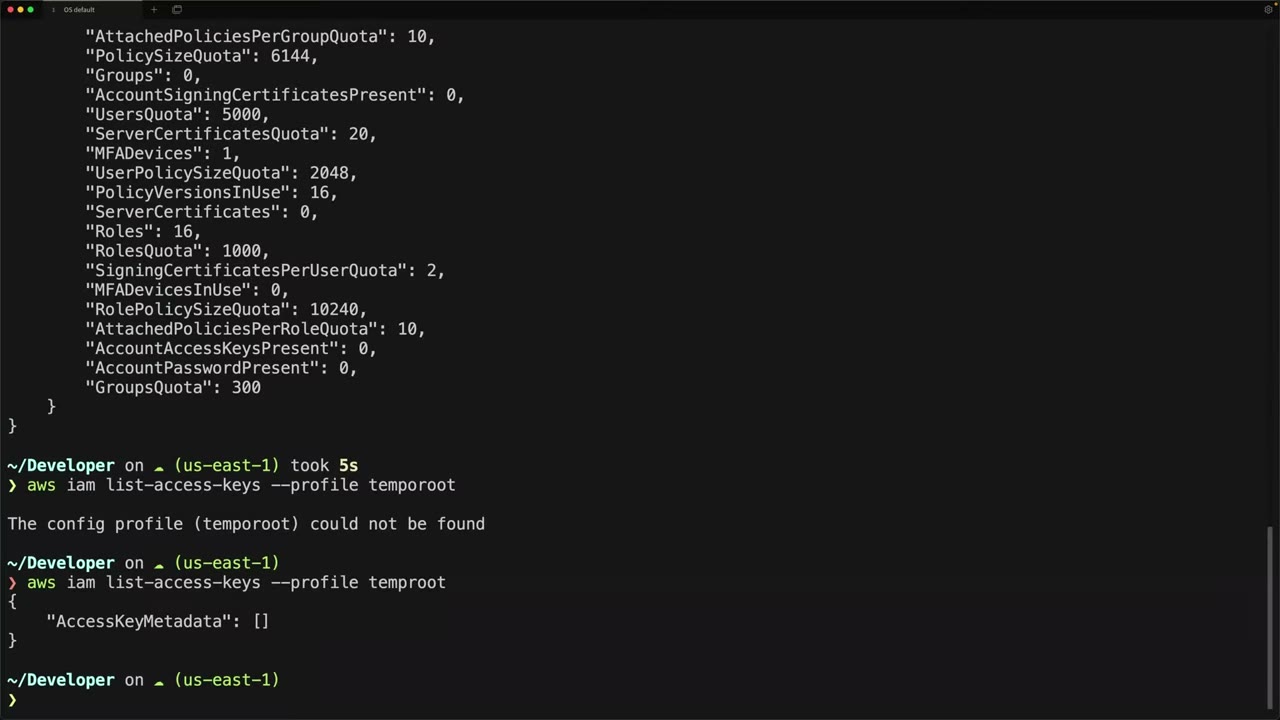 OS default
"AttachedPoliciesPerGroupQuota": 10,
"PolicySizeQuota": 6144,
"Groups": 0,
"AccountSigningCertificatesPresent": 0,
"UsersQuota": 5000,
"ServerCertificatesQuota": 20,
"MFADevices": 1,
"UserPolicySizeQuota": 2048,
"PolicyVersionsInUse": 16,
"ServerCertificates": 0,
"Roles": 16,
"RolesQuota": 1000,
"SigningCertificatesPerUserQuota": 2,
"MFADevicesInUse": 0,
"RolePolicySizeQuota": 10240,
"AttachedPoliciesPerRoleQuota": 10,
"AccountAccessKeysPresent": 0,
"AccountPasswordPresent": 0,
"GroupsQuota": 300
}
}
~/Developer on ☁ (us-east-1) took 5s
❯ aws iam list-access-keys --profile temporoot
The config profile (temporoot) could not be found
~/Developer on ☁ (us-east-1)
❯ aws iam list-access-keys --profile temproot
{
"AccessKeyMetadata": []
}
~/Developer on ☁ (us-east-1)
❯